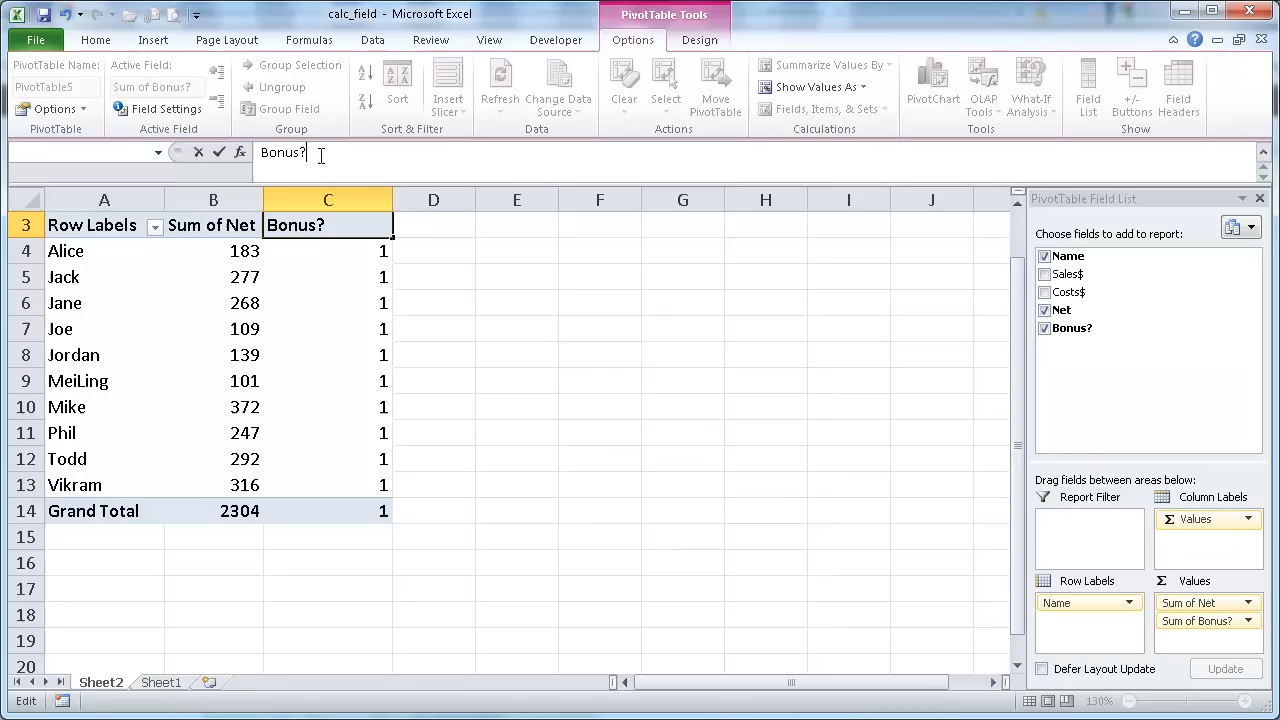 calc_field - Microsoft Excel
PivotTable Tools
File Home Insert Page Layout Formulas Data Review View Developer Options Design
PivotTable Name:
PivotTable5
Options
PivotTable
Active Field:
Sum of Bonus?
Field Settings
Active Field
Group Selection
Ungroup
Group Field
Group
Sort
Insert
Slicer
Sort & Filter
Refresh
Change Data
Source
Data
Clear
Select
Move
PivotTable
Actions
Summarize Values By
Show Values As
Fields, Items, & Sets
Calculations
PivotChart
OLAP
Tools
What-If
Analysis
Tools
Field
List
+/-
Buttons
Field
Headers
Show
fx Bonus?
A B C D E F G H I J
3 Row Labels Sum of Net Bonus?
4 Alice 183 1
5 Jack 277 1
6 Jane 268 1
7 Joe 109 1
8 Jordan 139 1
9 MeiLing 101 1
10 Mike 372 1
11 Phil 247 1
12 Todd 292 1
13 Vikram 316 1
14 Grand Total 2304 1
15
16
17
18
19
20
PivotTable Field List
Choose fields to add to report:
Name
Sales$
Costs$
Net
Bonus?
Drag fields between areas below:
Report Filter
Column Labels
Σ Values
Row Labels
Σ Values
Name
Sum of Net
Sum of Bonus?
Defer Layout Update
Update
Sheet2 Sheet1
Edit
130%